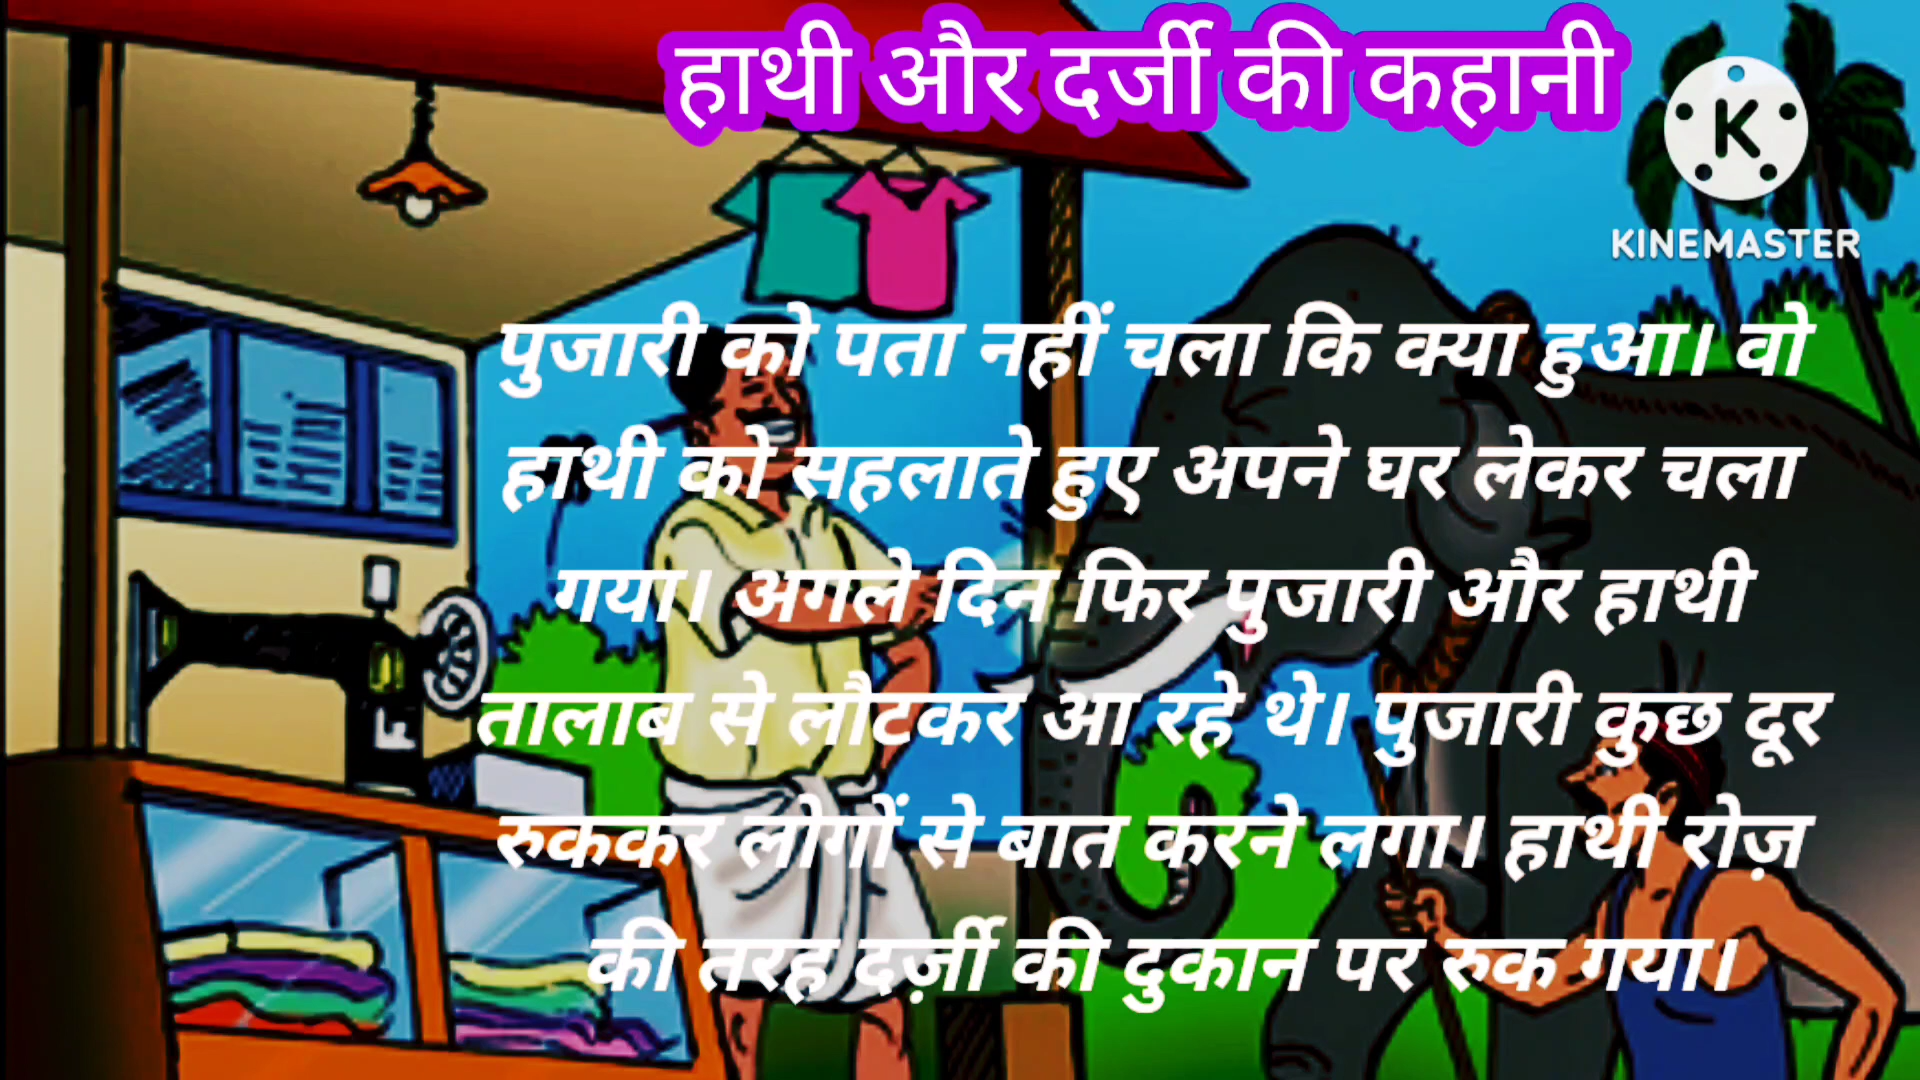 हाथी और दर्जी की कहानी
K
KINEMASTER
पुजारी को पता नहीं चला कि क्या हुआ। वो
हाथी को सहलाते हुए अपने घर लेकर चला
गया। अगले दिन फिर पुजारी और हाथी
तालाब से लौटकर आ रहे थे। पुजारी कुछ दूर
रुककर लोगों से बात करने लगा। हाथी रोज़
की तरह दर्ज़ी की दुकान पर रुक गया।